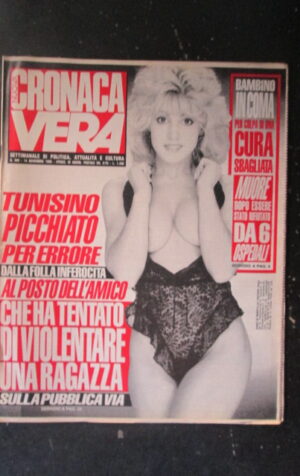 CRONACA
VERA
SETTIMANALE DI POLITICA, ATTUALITÀ E CULTURA
TUNISINO
PICCHIATO
PER ERRORE
DALLA FOLLA INFEROCITA
AL POSTO DELL'AMICO
CHE HA TENTATO
DI VIOLENTARE
UNA RAGAZZA
SULLA PUBBLICA VIA
BAMBINO
IN COMA
PER COLPA DI UNA
CURA
SBAGLIATA
MUORE
DOPO ESSERE
STATO RIFIUTATO
DA 6
OSPEDALI